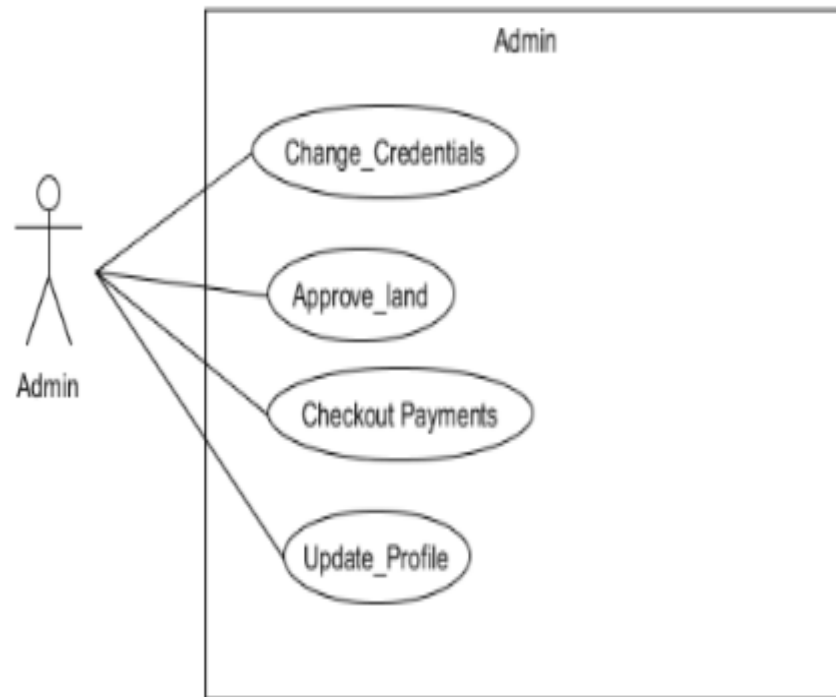 Admin
Change_Credentials
Approve_land
Admin
Checkout Payments
Update_Profile